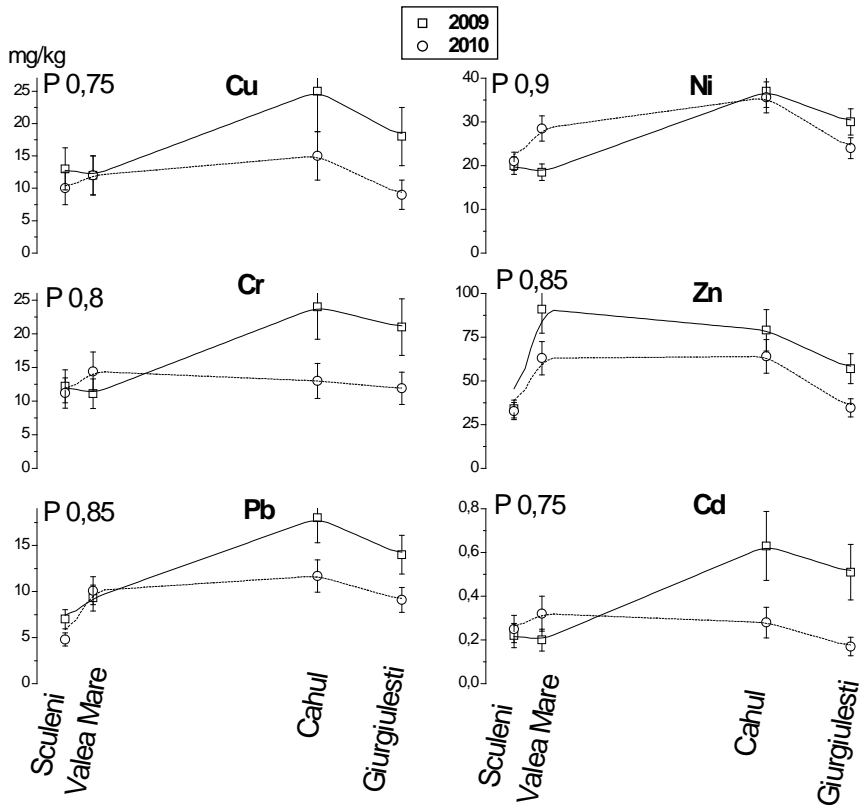 2009
2010
mg/kg
P 0,75
Cu
25
20
15
10
5
0
P 0,9
Ni
40
30
20
10
0
P 0,8
Cr
25
20
15
10
5
0
P 0,85
Zn
100
75
50
25
0
P 0,85
Pb
15
10
5
0
P 0,75
Cd
0,8
0,6
0,4
0,2
0,0
Sculeni
Valea Mare
Cahul
Giurgiulesti
Sculeni
Valea Mare
Cahul
Giurgiulesti